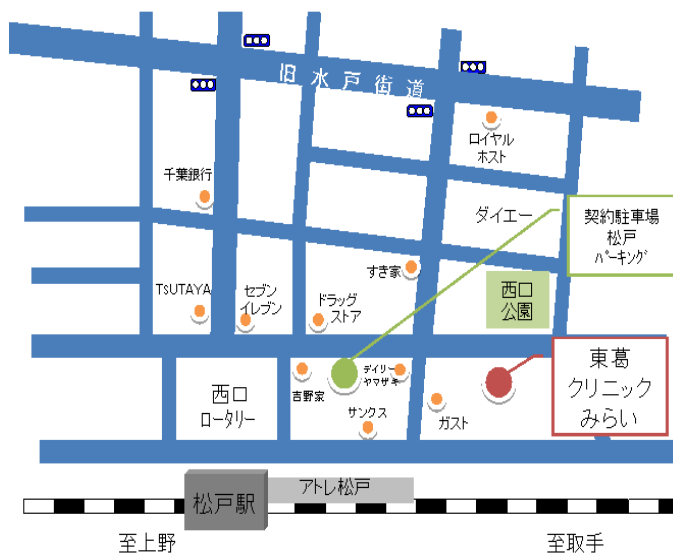 旧水戸街道
ロイヤル
ホスト
千葉銀行
ダイエー
契約駐車場
松戸
パーキング
すき家
TSUTAYA
セブン
イレブン
ドラッグ
ストア
西口
公園
東葛
クリニック
みらい
デイリー
ヤマザキ
吉野家
西口
ロータリー
サンクス
ガスト
アトレ松戸
松戸駅
至上野
至取手